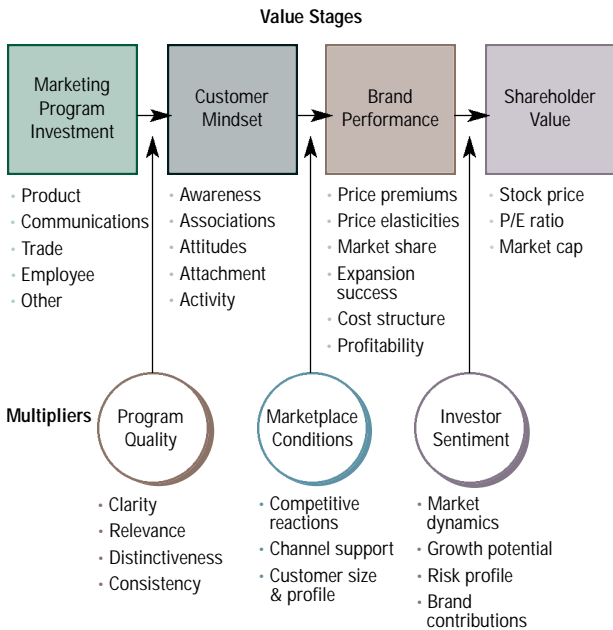 Value Stages
Marketing
Program
Investment
Customer
Mindset
Brand
Performance
Shareholder
Value
• Product
• Communications
• Trade
• Employee
• Other
• Awareness
• Associations
• Attitudes
• Attachment
• Activity
• Price premiums
• Price elasticities
• Market share
• Expansion
success
• Cost structure
• Profitability
• Stock price
• P/E ratio
• Market cap
Multipliers
Program
Quality
Marketplace
Conditions
Investor
Sentiment
• Clarity
• Relevance
• Distinctiveness
• Consistency
• Competitive
reactions
• Channel support
• Customer size
& profile
• Market
dynamics
• Growth potential
• Risk profile
• Brand
contributions